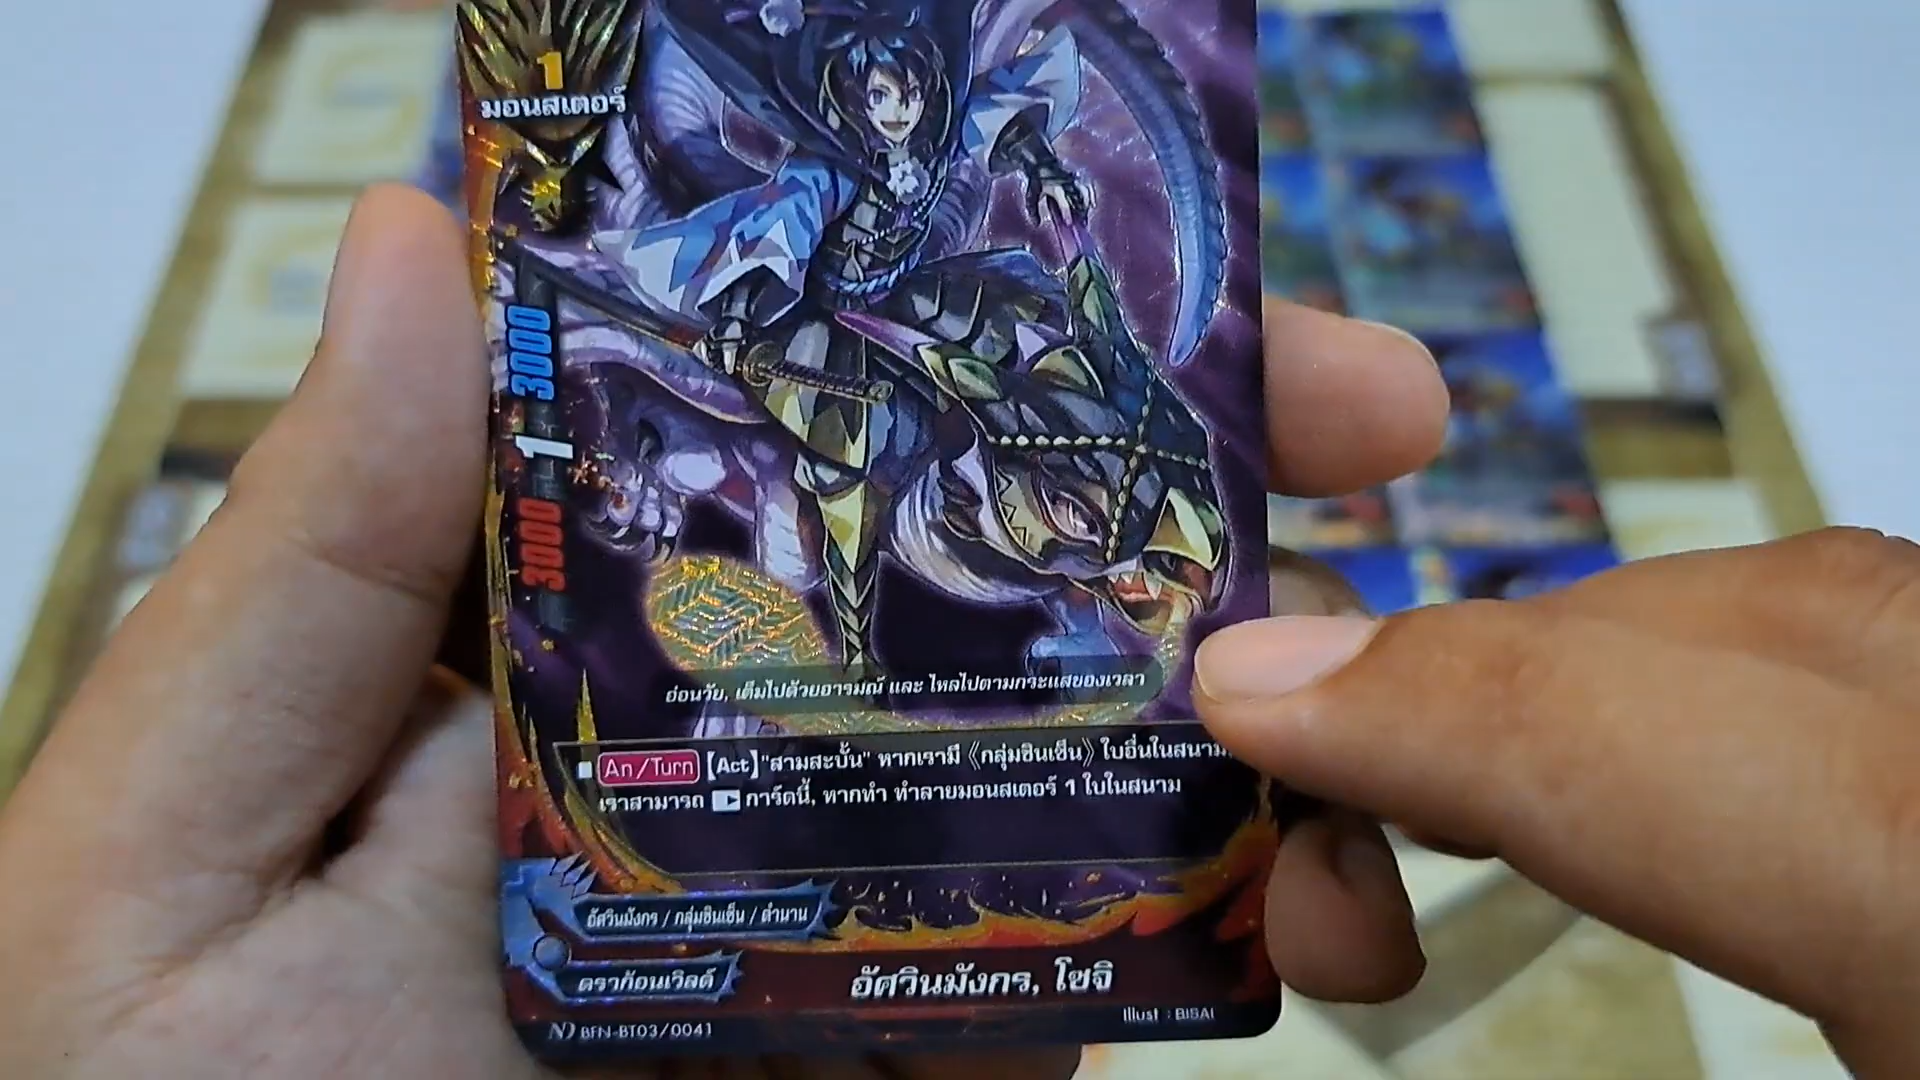 1
มอนสเตอร์
3000
1
3000
อ่อนวัย, เต็มไปด้วยอารมณ์ และ ไหลไปตามกระแสของเวลา
■ An/Turn 【Act】"สามสะบั้น" หากเรามี《กลุ่มชินเซ็น》ใบอื่นในสนาม,
เราสามารถ การ์ดนี้, หากทำ ทำลายมอนสเตอร์ 1 ใบในสนาม
อัศวินมังกร / กลุ่มชินเซ็น / ตำนาน
ดราก้อนเวิลด์
อัศวินมังกร, โซจิ
ND BFN-BT03/0041
Illust : BISAI